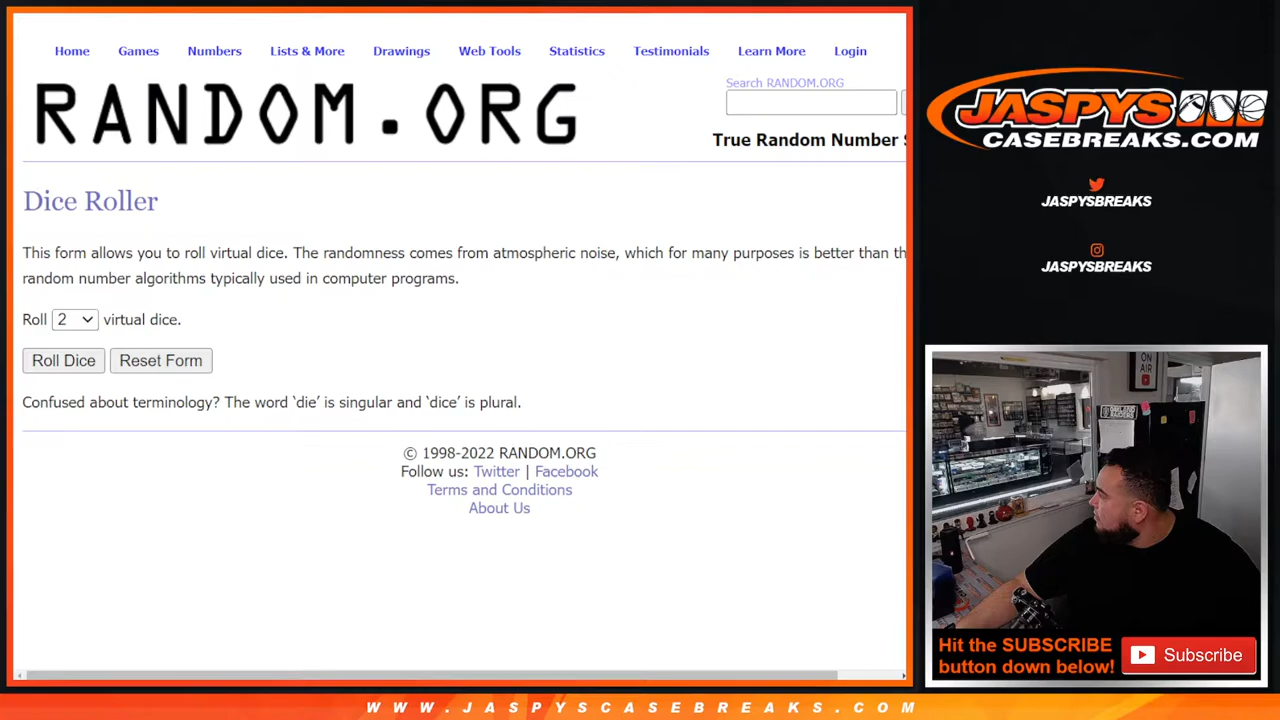 Home Games Numbers Lists & More Drawings Web Tools Statistics Testimonials Learn More Login
RANDOM.ORG
Search RANDOM.ORG
True Random Number S
Dice Roller
This form allows you to roll virtual dice. The randomness comes from atmospheric noise, which for many purposes is better than th
random number algorithms typically used in computer programs.
Roll 2 virtual dice.
Roll Dice Reset Form
Confused about terminology? The word ‘die’ is singular and ‘dice’ is plural.
© 1998-2022 RANDOM.ORG
Follow us: Twitter | Facebook
Terms and Conditions
About Us
JASPYS
CASEBREAKS.COM
JASPYSBREAKS
JASPYSBREAKS
ON
AIR
OAKLAND
RAIDERS
Hit the SUBSCRIBE
button down below!
Subscribe
WWW.JASPYSCASEBREAKS.COM